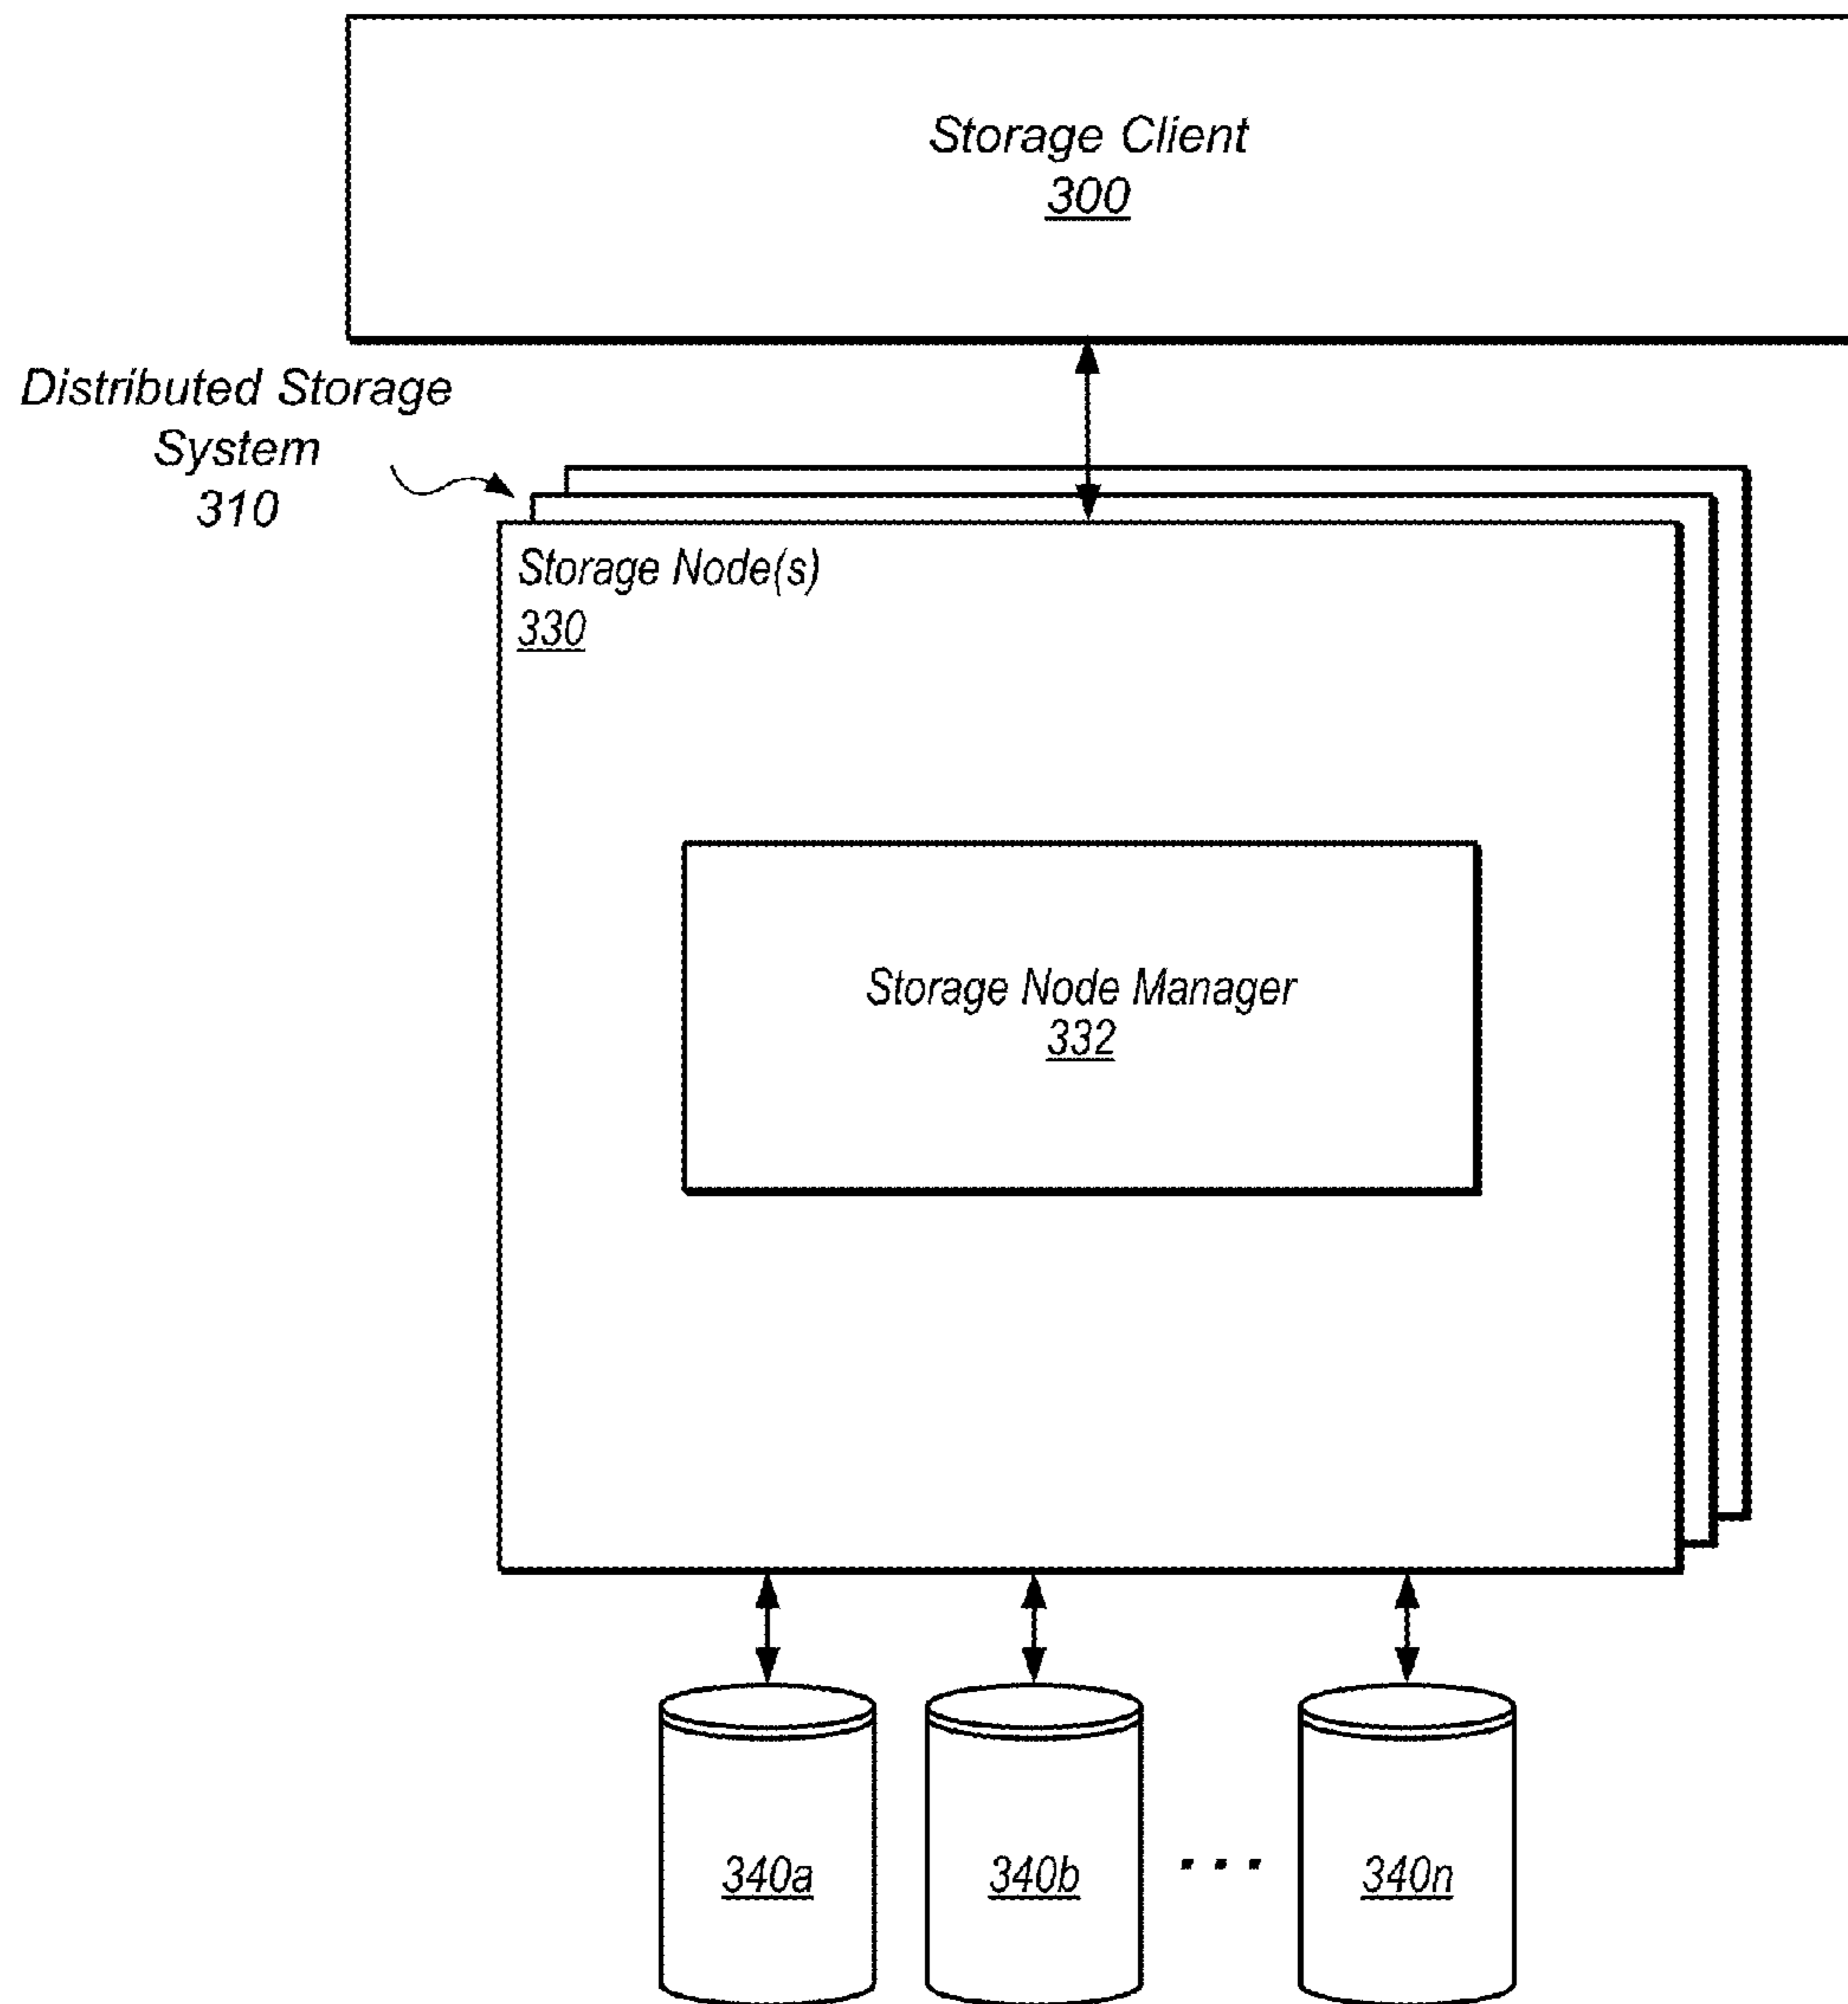 Storage Client
300
Distributed Storage
System
310
Storage Node(s)
330
Storage Node Manager
332
340a
340b
...
340n